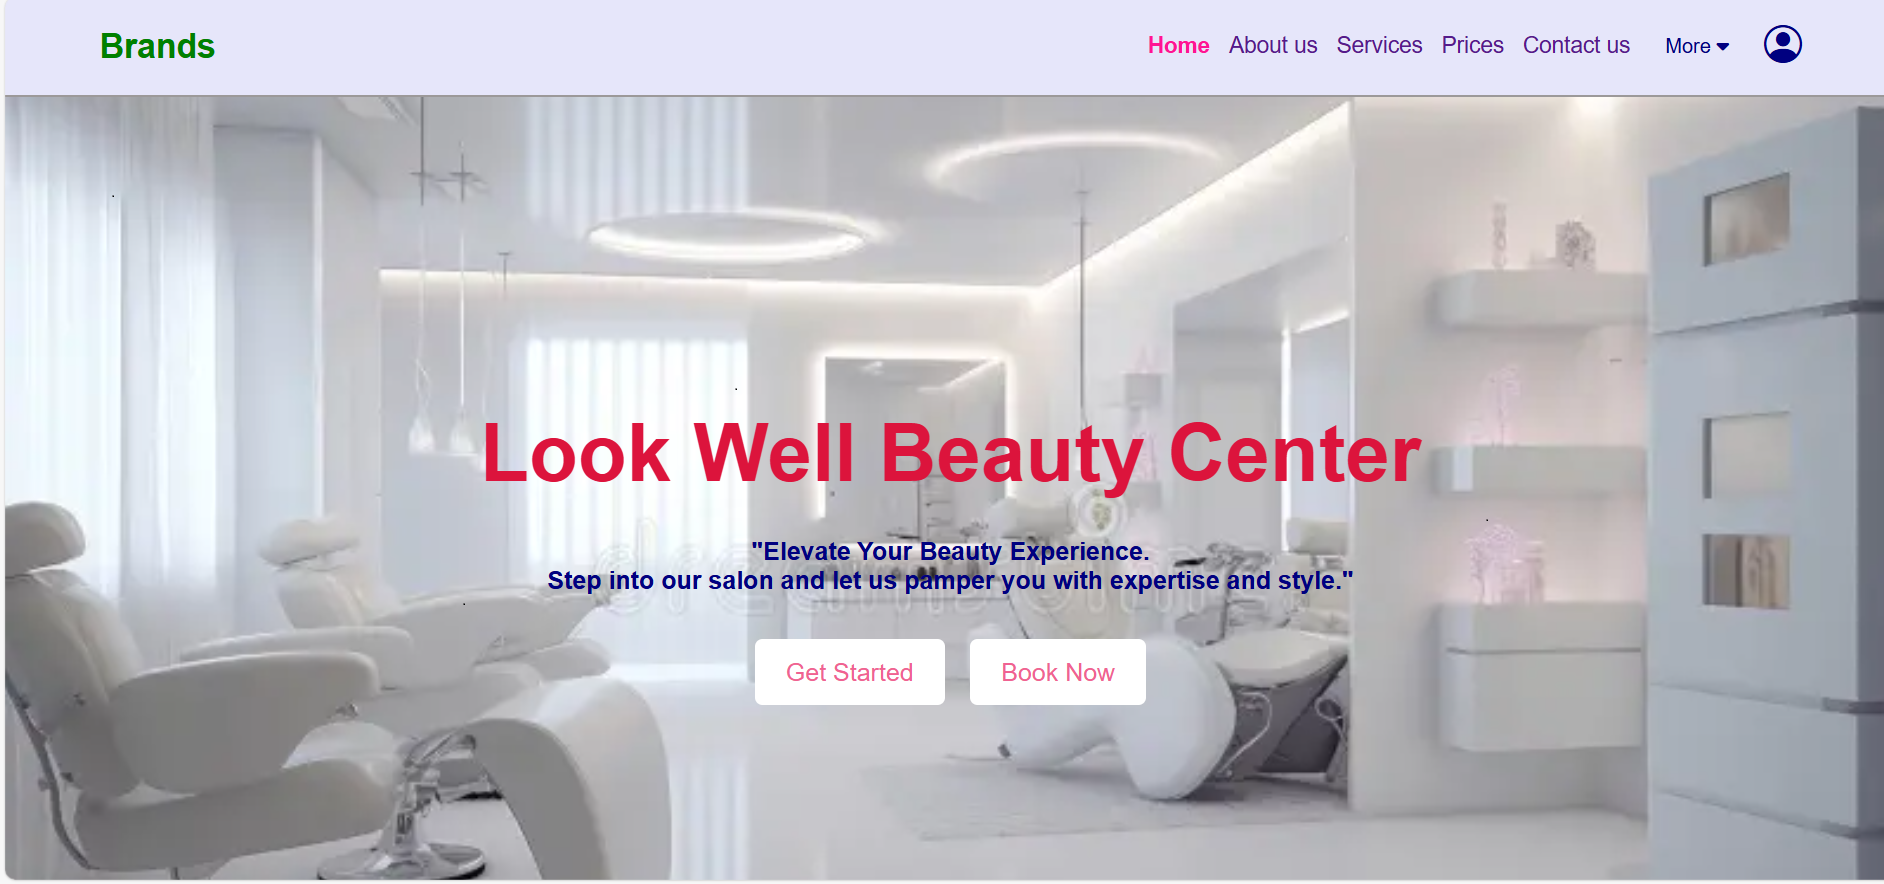 Brands
Home About us Services Prices Contact us More
Look Well Beauty Center
"Elevate Your Beauty Experience.
Step into our salon and let us pamper you with expertise and style."
Get Started Book Now